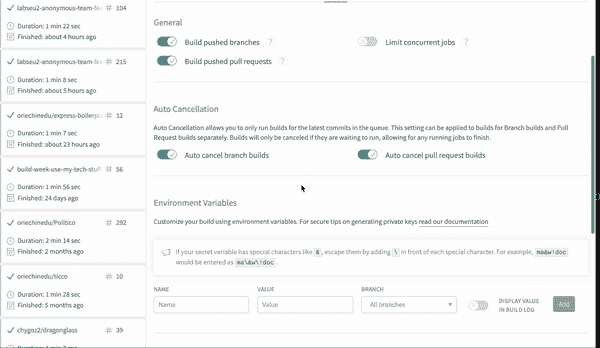 labseu2-anonymous-team-fe
# 104
Duration: 1 min 22 sec
Finished: about 4 hours ago
labseu2-anonymous-team-fe
# 215
Duration: 1 min 8 sec
Finished: about 5 hours ago
oriechinedu/express-boilerpl
# 12
Duration: 1 min 7 sec
Finished: about 23 hours ago
build-week-use-my-tech-stuf
# 56
Duration: 1 min 56 sec
Finished: 24 days ago
oriechinedu/Politico
# 292
Duration: 2 min 14 sec
Finished: 2 months ago
oriechinedu/ticco
# 10
Duration: 1 min 28 sec
Finished: 5 months ago
chygoz2/dragonglass
# 39
General
Build pushed branches ?
Limit concurrent jobs ?
Build pushed pull requests ?
Auto Cancellation
Auto Cancellation allows you to only run builds for the latest commits in the queue. This setting can be applied to builds for Branch builds and Pull
Request builds separately. Builds will only be canceled if they are waiting to run, allowing for any running jobs to finish.
Auto cancel branch builds
Auto cancel pull request builds
Environment Variables
Customize your build using environment variables. For secure tips on generating private keys read our documentation
If your secret variable has special characters like &, escape them by adding \ in front of each special character. For example, ma&w!doc
would be entered as ma\&w\!doc.
NAME
VALUE
BRANCH
Name
Value
All branches
DISPLAY VALUE
IN BUILD LOG
Add